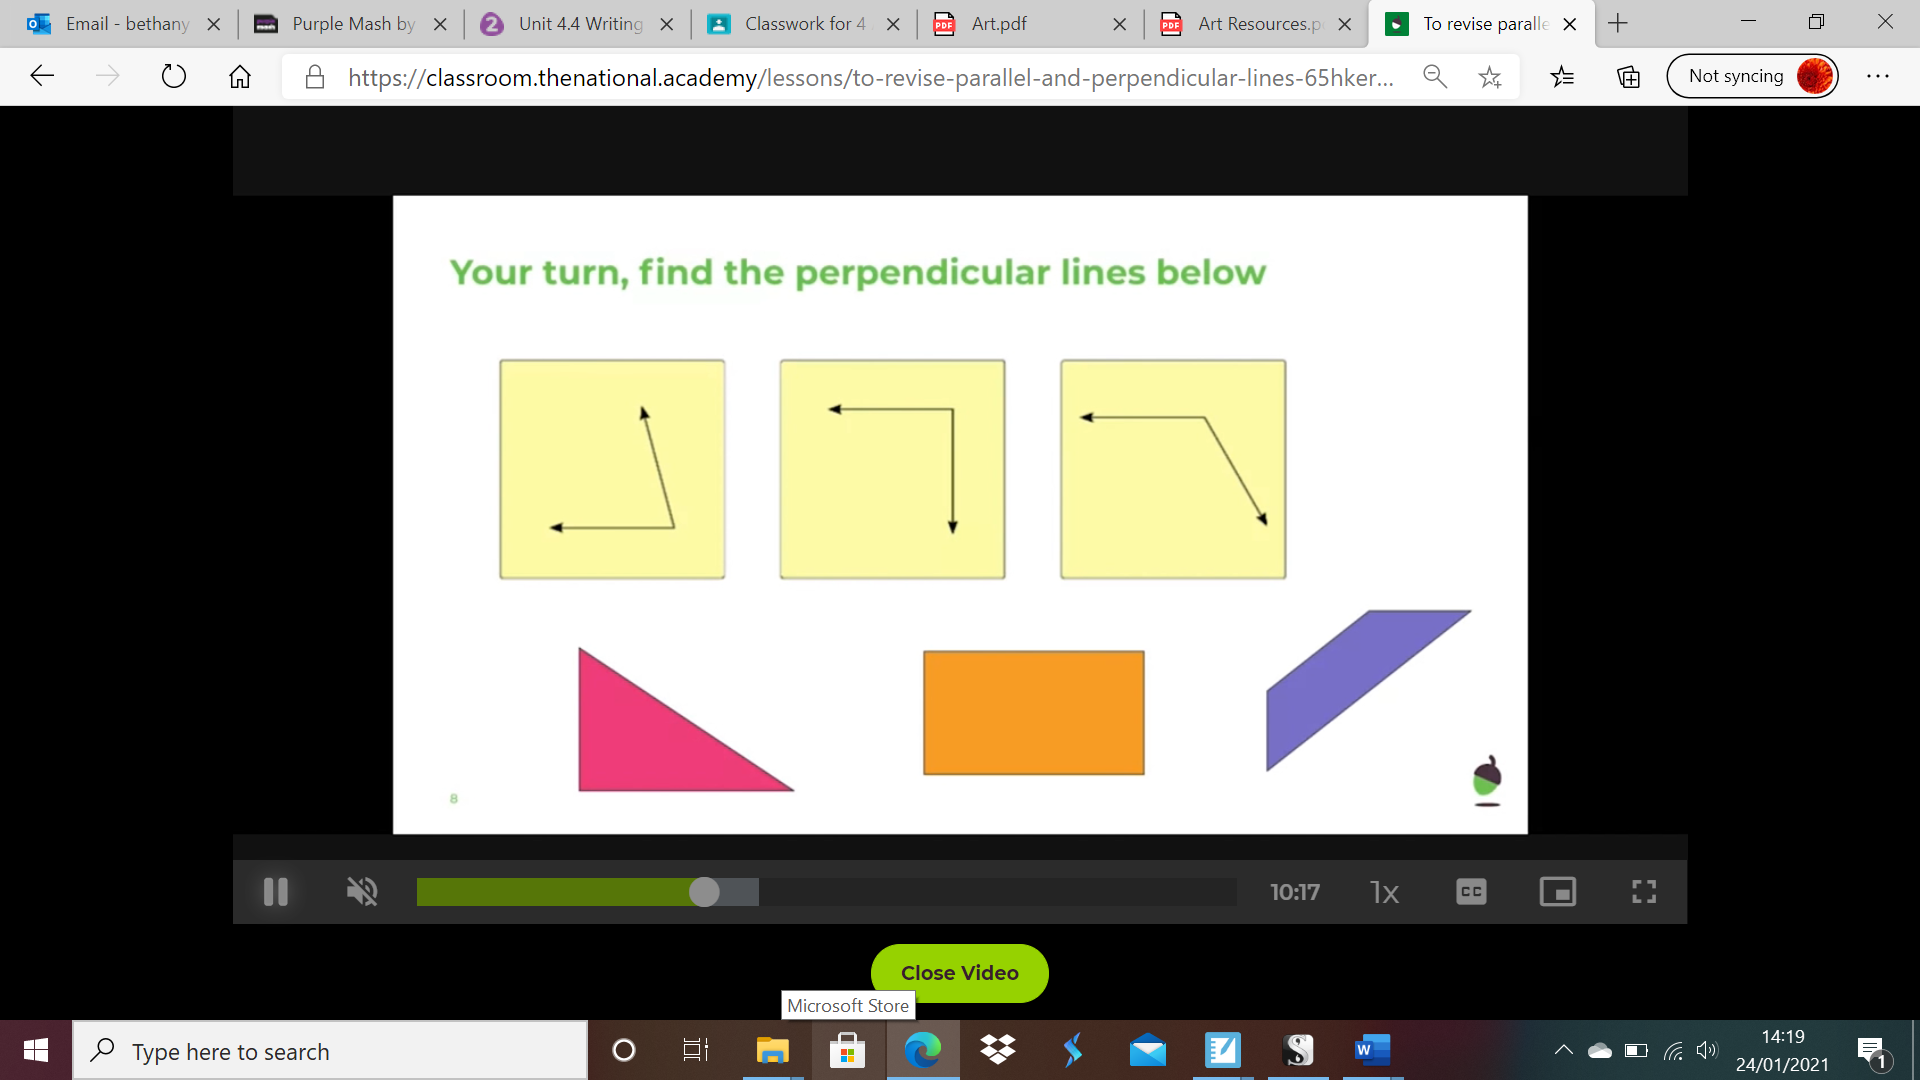 Email - bethany
Purple Mash by
2 Unit 4.4 Writing
Classwork for 4
PDF Art.pdf
PDF Art Resources.p
To revise paralle
https://classroom.thenational.academy/lessons/to-revise-parallel-and-perpendicular-lines-65hker...
Not syncing
Your turn, find the perpendicular lines below
8
10:17
1x
CC
Close Video
Microsoft Store
Type here to search
S
W
14:19
24/01/2021
1